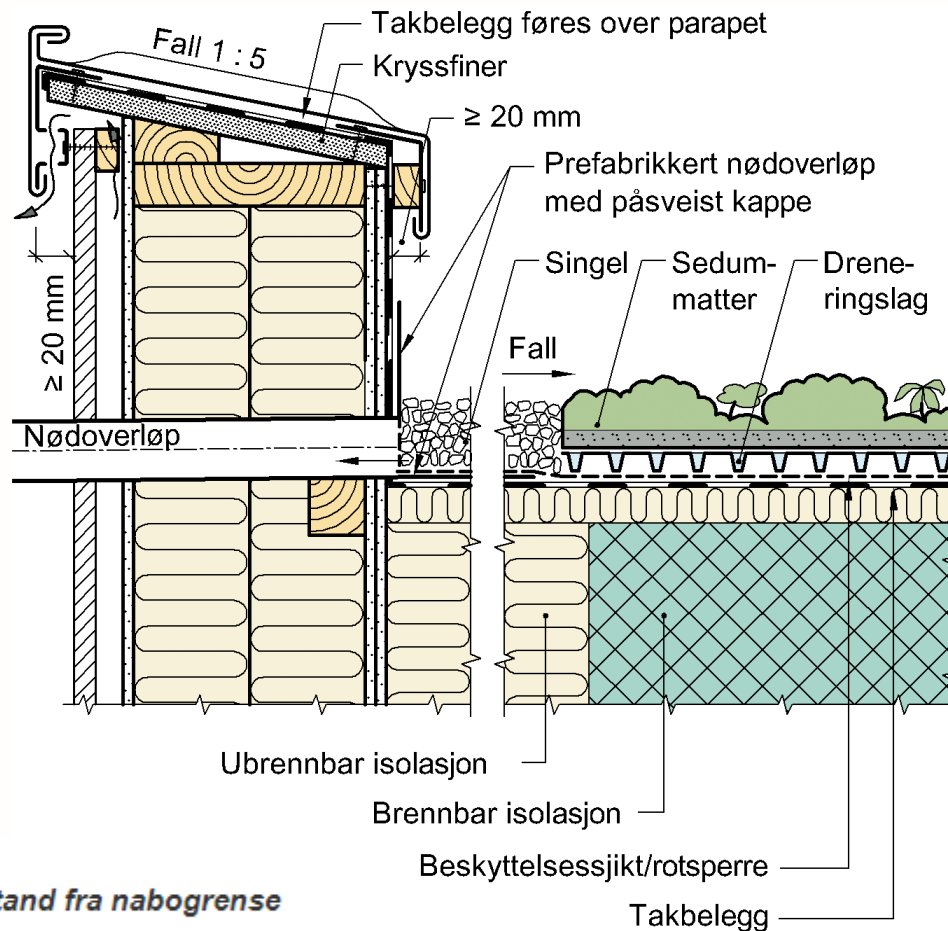 Takbelegg føres over parapet
Fall 1 : 5
Kryssfiner
≥ 20 mm
Prefabrikkert nødoverløp
med påsveist kappe
Singel
Sedum-
matter
Drene-
ringslag
≥ 20 mm
Fall
Nødoverløp
Ubrennbar isolasjon
Brennbar isolasjon
Beskyttelsessjikt/rotsperre
Takbelegg
tand fra nabogrense